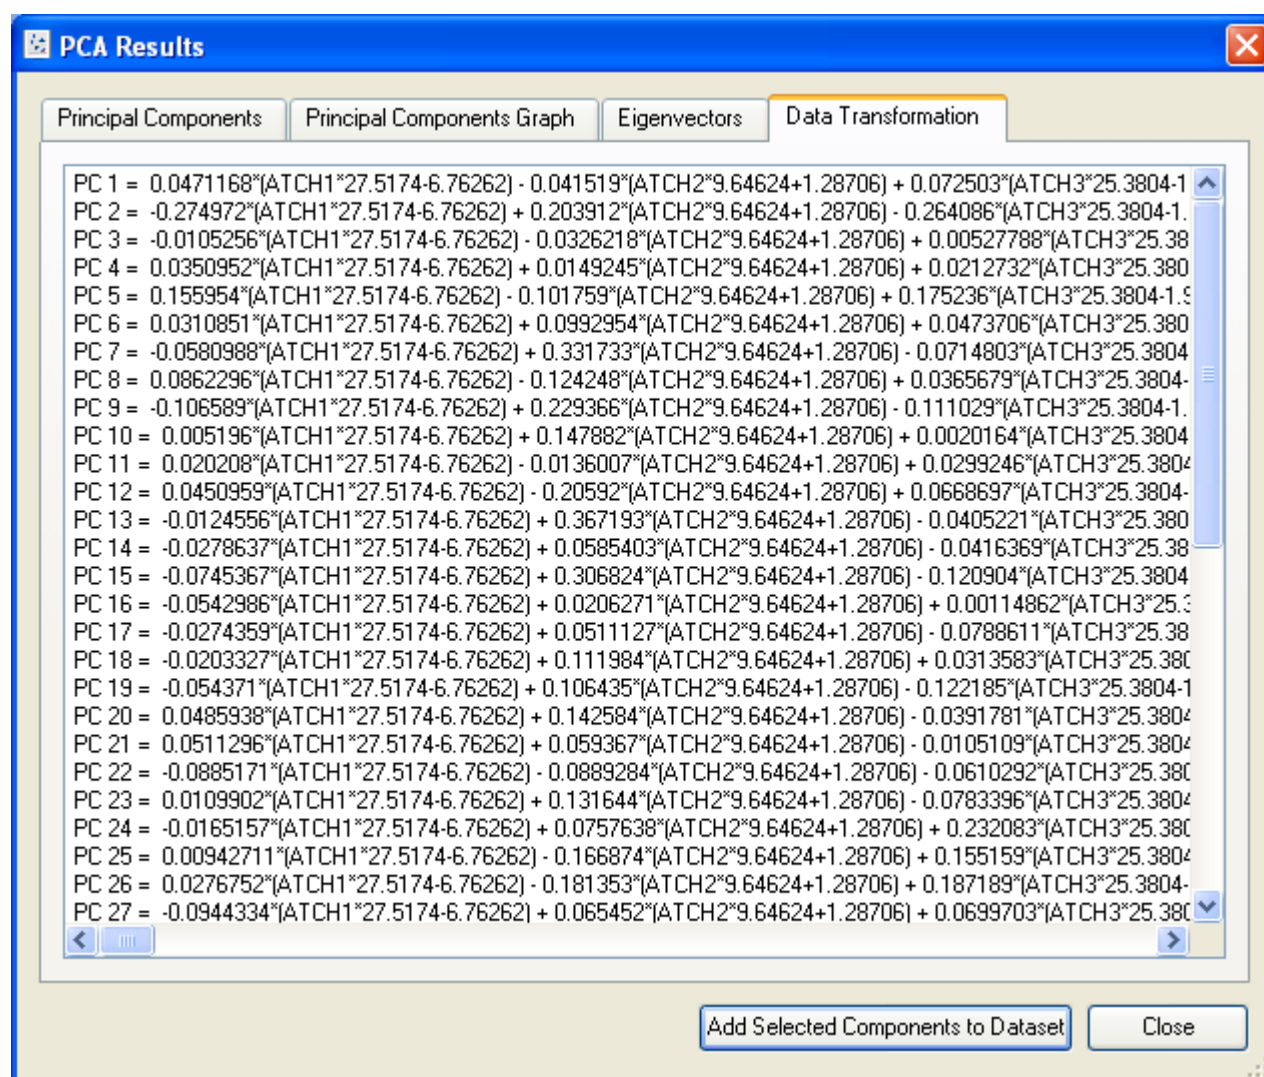 PCA Results
Principal Components
Principal Components Graph
Eigenvectors
Data Transformation
PC 1 = 0.0471168*(ATCH1*27.5174-6.76262) - 0.041519*(ATCH2*9.64624+1.28706) + 0.072503*(ATCH3*25.3804-1
PC 2 = -0.274972*(ATCH1*27.5174-6.76262) + 0.203912*(ATCH2*9.64624+1.28706) - 0.264086*(ATCH3*25.3804-1.
PC 3 = -0.0105256*(ATCH1*27.5174-6.76262) - 0.0326218*(ATCH2*9.64624+1.28706) + 0.00527788*(ATCH3*25.38
PC 4 = 0.0350952*(ATCH1*27.5174-6.76262) + 0.0149245*(ATCH2*9.64624+1.28706) + 0.0212732*(ATCH3*25.380
PC 5 = 0.155954*(ATCH1*27.5174-6.76262) - 0.101759*(ATCH2*9.64624+1.28706) + 0.175236*(ATCH3*25.3804-1.9
PC 6 = 0.0310851*(ATCH1*27.5174-6.76262) + 0.0992954*(ATCH2*9.64624+1.28706) + 0.0473706*(ATCH3*25.380
PC 7 = -0.0580988*(ATCH1*27.5174-6.76262) + 0.331733*(ATCH2*9.64624+1.28706) - 0.0714803*(ATCH3*25.3804
PC 8 = 0.0862296*(ATCH1*27.5174-6.76262) - 0.124248*(ATCH2*9.64624+1.28706) + 0.0365679*(ATCH3*25.3804-
PC 9 = -0.106589*(ATCH1*27.5174-6.76262) + 0.229366*(ATCH2*9.64624+1.28706) - 0.111029*(ATCH3*25.3804-1.
PC 10 = 0.005196*(ATCH1*27.5174-6.76262) + 0.147882*(ATCH2*9.64624+1.28706) + 0.0020164*(ATCH3*25.3804
PC 11 = 0.020208*(ATCH1*27.5174-6.76262) - 0.0136007*(ATCH2*9.64624+1.28706) + 0.0299246*(ATCH3*25.3804
PC 12 = 0.0450959*(ATCH1*27.5174-6.76262) - 0.20592*(ATCH2*9.64624+1.28706) + 0.0668697*(ATCH3*25.3804-
PC 13 = -0.0124556*(ATCH1*27.5174-6.76262) + 0.367193*(ATCH2*9.64624+1.28706) - 0.0405221*(ATCH3*25.380
PC 14 = -0.0278637*(ATCH1*27.5174-6.76262) + 0.0585403*(ATCH2*9.64624+1.28706) - 0.0416369*(ATCH3*25.38
PC 15 = -0.0745367*(ATCH1*27.5174-6.76262) + 0.306824*(ATCH2*9.64624+1.28706) - 0.120904*(ATCH3*25.3804
PC 16 = -0.0542986*(ATCH1*27.5174-6.76262) + 0.0206271*(ATCH2*9.64624+1.28706) + 0.00114862*(ATCH3*25.3
PC 17 = -0.0274359*(ATCH1*27.5174-6.76262) + 0.0511127*(ATCH2*9.64624+1.28706) - 0.0788611*(ATCH3*25.38
PC 18 = -0.0203327*(ATCH1*27.5174-6.76262) + 0.111984*(ATCH2*9.64624+1.28706) + 0.0313583*(ATCH3*25.380
PC 19 = -0.054371*(ATCH1*27.5174-6.76262) + 0.106435*(ATCH2*9.64624+1.28706) - 0.122185*(ATCH3*25.3804-1
PC 20 = 0.0485938*(ATCH1*27.5174-6.76262) + 0.142584*(ATCH2*9.64624+1.28706) - 0.0391781*(ATCH3*25.3804
PC 21 = 0.0511296*(ATCH1*27.5174-6.76262) + 0.059367*(ATCH2*9.64624+1.28706) - 0.0105109*(ATCH3*25.3804
PC 22 = -0.0885171*(ATCH1*27.5174-6.76262) - 0.0889284*(ATCH2*9.64624+1.28706) - 0.0610292*(ATCH3*25.380
PC 23 = 0.0109902*(ATCH1*27.5174-6.76262) + 0.131644*(ATCH2*9.64624+1.28706) - 0.0783396*(ATCH3*25.3804
PC 24 = -0.0165157*(ATCH1*27.5174-6.76262) + 0.0757638*(ATCH2*9.64624+1.28706) + 0.232083*(ATCH3*25.380
PC 25 = 0.00942711*(ATCH1*27.5174-6.76262) - 0.166874*(ATCH2*9.64624+1.28706) + 0.155159*(ATCH3*25.3804
PC 26 = 0.0276752*(ATCH1*27.5174-6.76262) - 0.181353*(ATCH2*9.64624+1.28706) + 0.187189*(ATCH3*25.3804-
PC 27 = -0.0944334*(ATCH1*27.5174-6.76262) + 0.065452*(ATCH2*9.64624+1.28706) + 0.0699703*(ATCH3*25.380
Add Selected Components to Dataset
Close